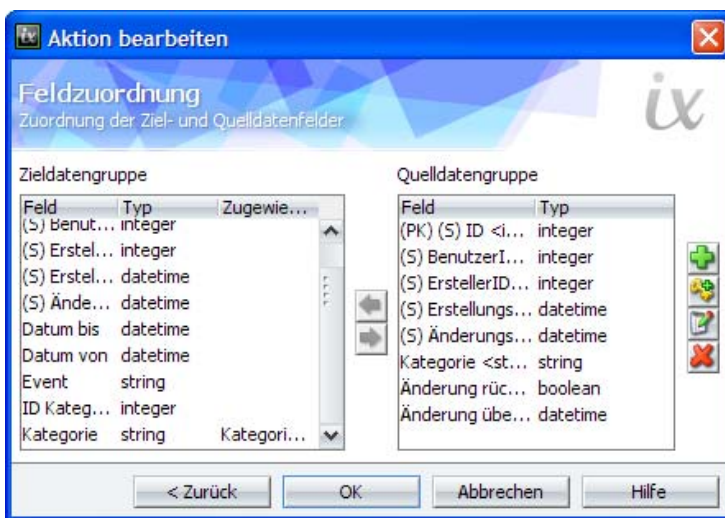 ix Aktion bearbeiten
Feldzuordnung
Zuordnung der Ziel- und Quelldatenfelder
ix
Zieldatengruppe
Feld Typ Zugewie...
(S) Benut... integer
(S) Erstel... integer
(S) Erstel... datetime
(S) Ände... datetime
Datum bis datetime
Datum von datetime
Event string
ID Kateg... integer
Kategorie string Kategori...
Quelldatengruppe
Feld Typ
(PK) (S) ID <i... integer
(S) BenutzerI... integer
(S) ErstellerID... integer
(S) Erstellungs... datetime
(S) Änderungs... datetime
Kategorie <st... string
Änderung rüc... boolean
Änderung übe... datetime
< Zurück OK Abbrechen Hilfe